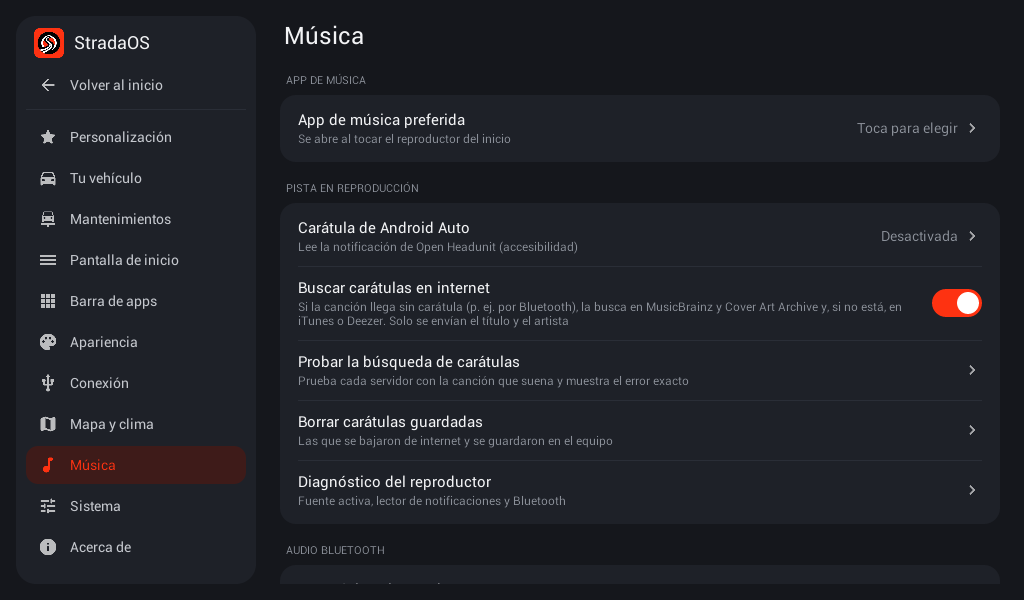 StradaOS
Volver al inicio
Personalización
Tu vehículo
Mantenimientos
Pantalla de inicio
Barra de apps
Apariencia
Conexión
Mapa y clima
Música
Sistema
Acerca de
Música
APP DE MÚSICA
App de música preferida
Se abre al tocar el reproductor del inicio
Toca para elegir
PISTA EN REPRODUCCIÓN
Carátula de Android Auto
Lee la notificación de Open Headunit (accesibilidad)
Desactivada
Buscar carátulas en internet
Si la canción llega sin carátula (p. ej. por Bluetooth), la busca en MusicBrainz y Cover Art Archive y, si no está, en
iTunes o Deezer. Solo se envían el título y el artista
Probar la búsqueda de carátulas
Prueba cada servidor con la canción que suena y muestra el error exacto
Borrar carátulas guardadas
Las que se bajaron de internet y se guardaron en el equipo
Diagnóstico del reproductor
Fuente activa, lector de notificaciones y Bluetooth
AUDIO BLUETOOTH